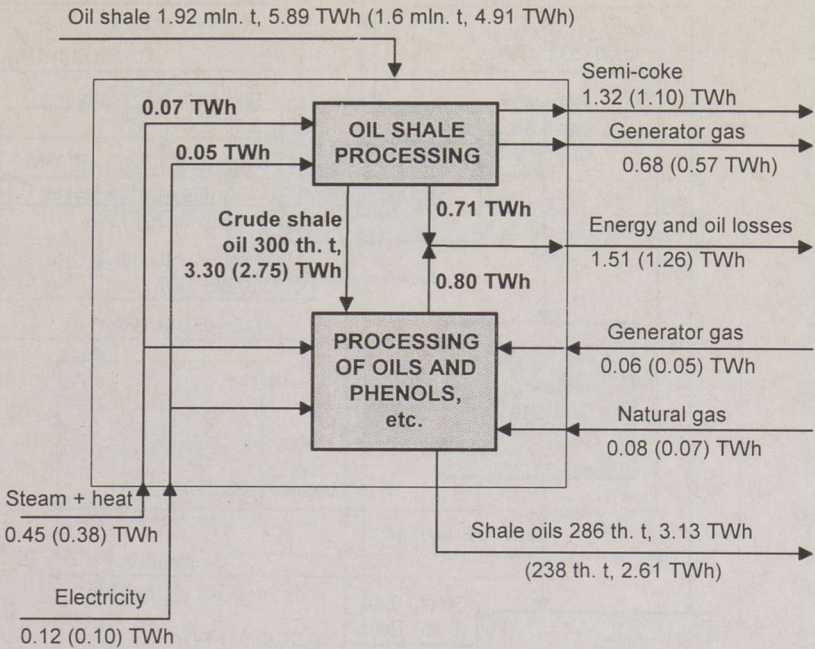 Oil shale 1.92 mln. t, 5.89 TWh (1.6 mln. t, 4.91 TWh)
Semi-coke
1.32 (1.10) TWh
0.07 TWh
OIL SHALE
PROCESSING
Generator gas
0.68 (0.57 TWh)
0.05 TWh
Crude shale
oil 300 th. t,
3.30 (2.75) TWh
0.71 TWh
Energy and oil losses
1.51 (1.26) TWh
0.80 TWh
PROCESSING
OF OILS AND
PHENOLS,
etc.
Generator gas
0.06 (0.05) TWh
Natural gas
0.08 (0.07) TWh
Steam + heat
0.45 (0.38) TWh
Shale oils 286 th. t, 3.13 TWh
(238 th. t, 2.61 TWh)
Electricity
0.12 (0.10) TWh